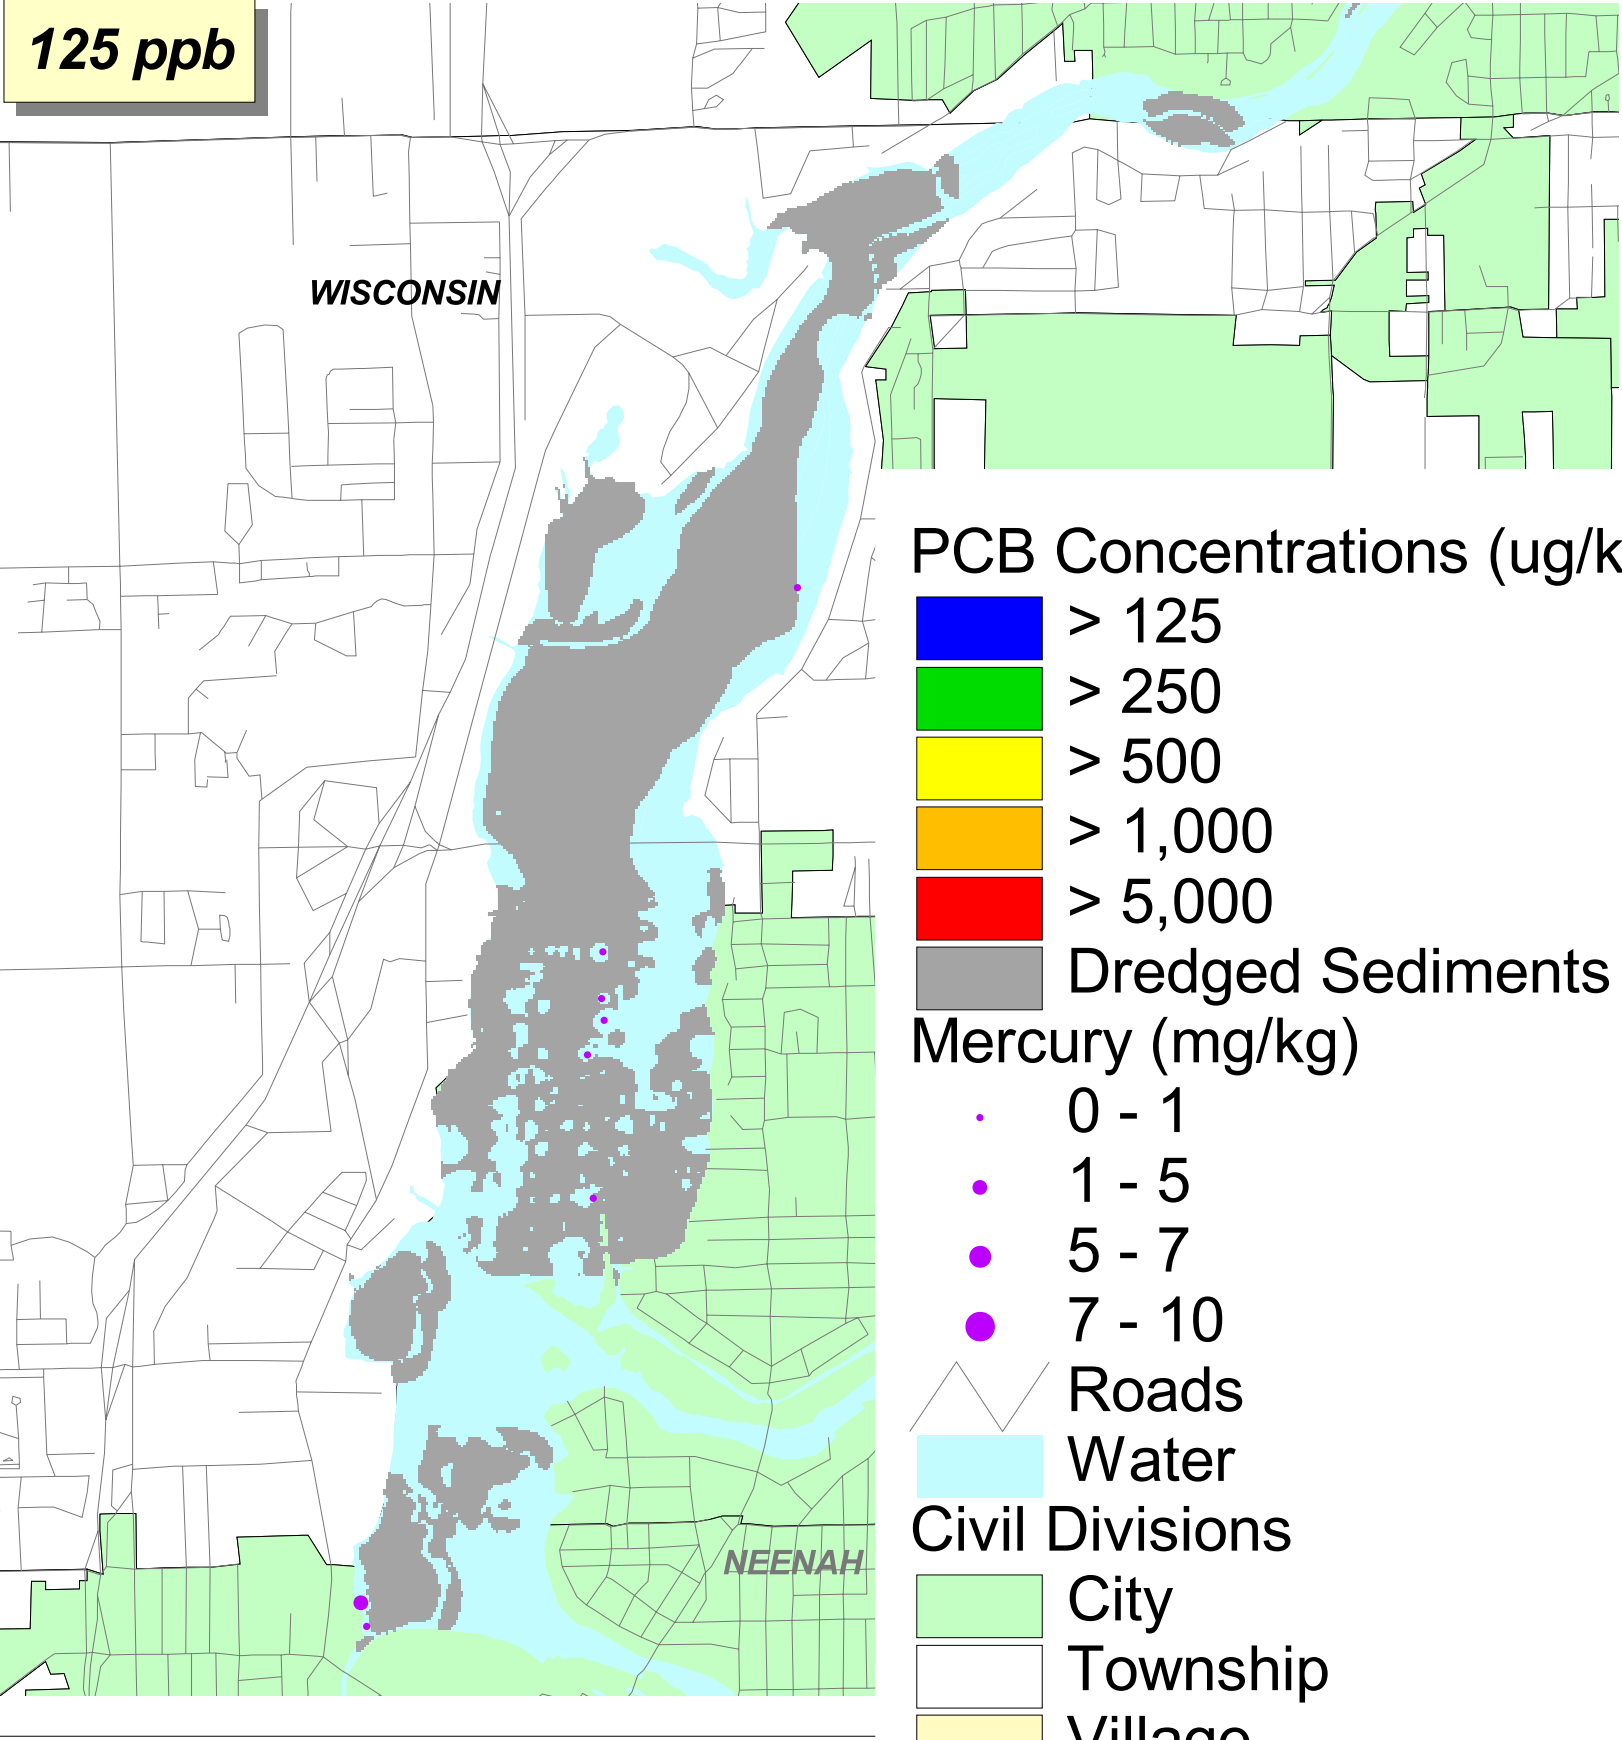 125 ppb
WISCONSIN
PCB Concentrations (ug/k
> 125
> 250
> 500
> 1,000
> 5,000
Dredged Sediments
Mercury (mg/kg)
0 - 1
1 - 5
5 - 7
7 - 10
Roads
Water
Civil Divisions
NEENAH
City
Township
Village